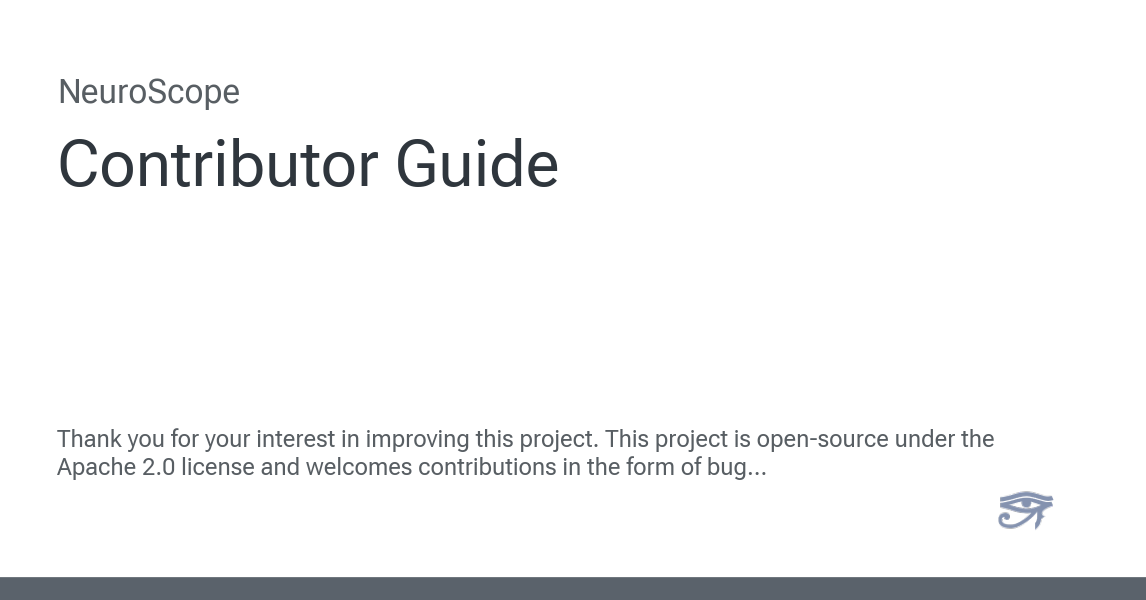 NeuroScope
Contributor Guide
Thank you for your interest in improving this project. This project is open-source under the
Apache 2.0 license and welcomes contributions in the form of bug...